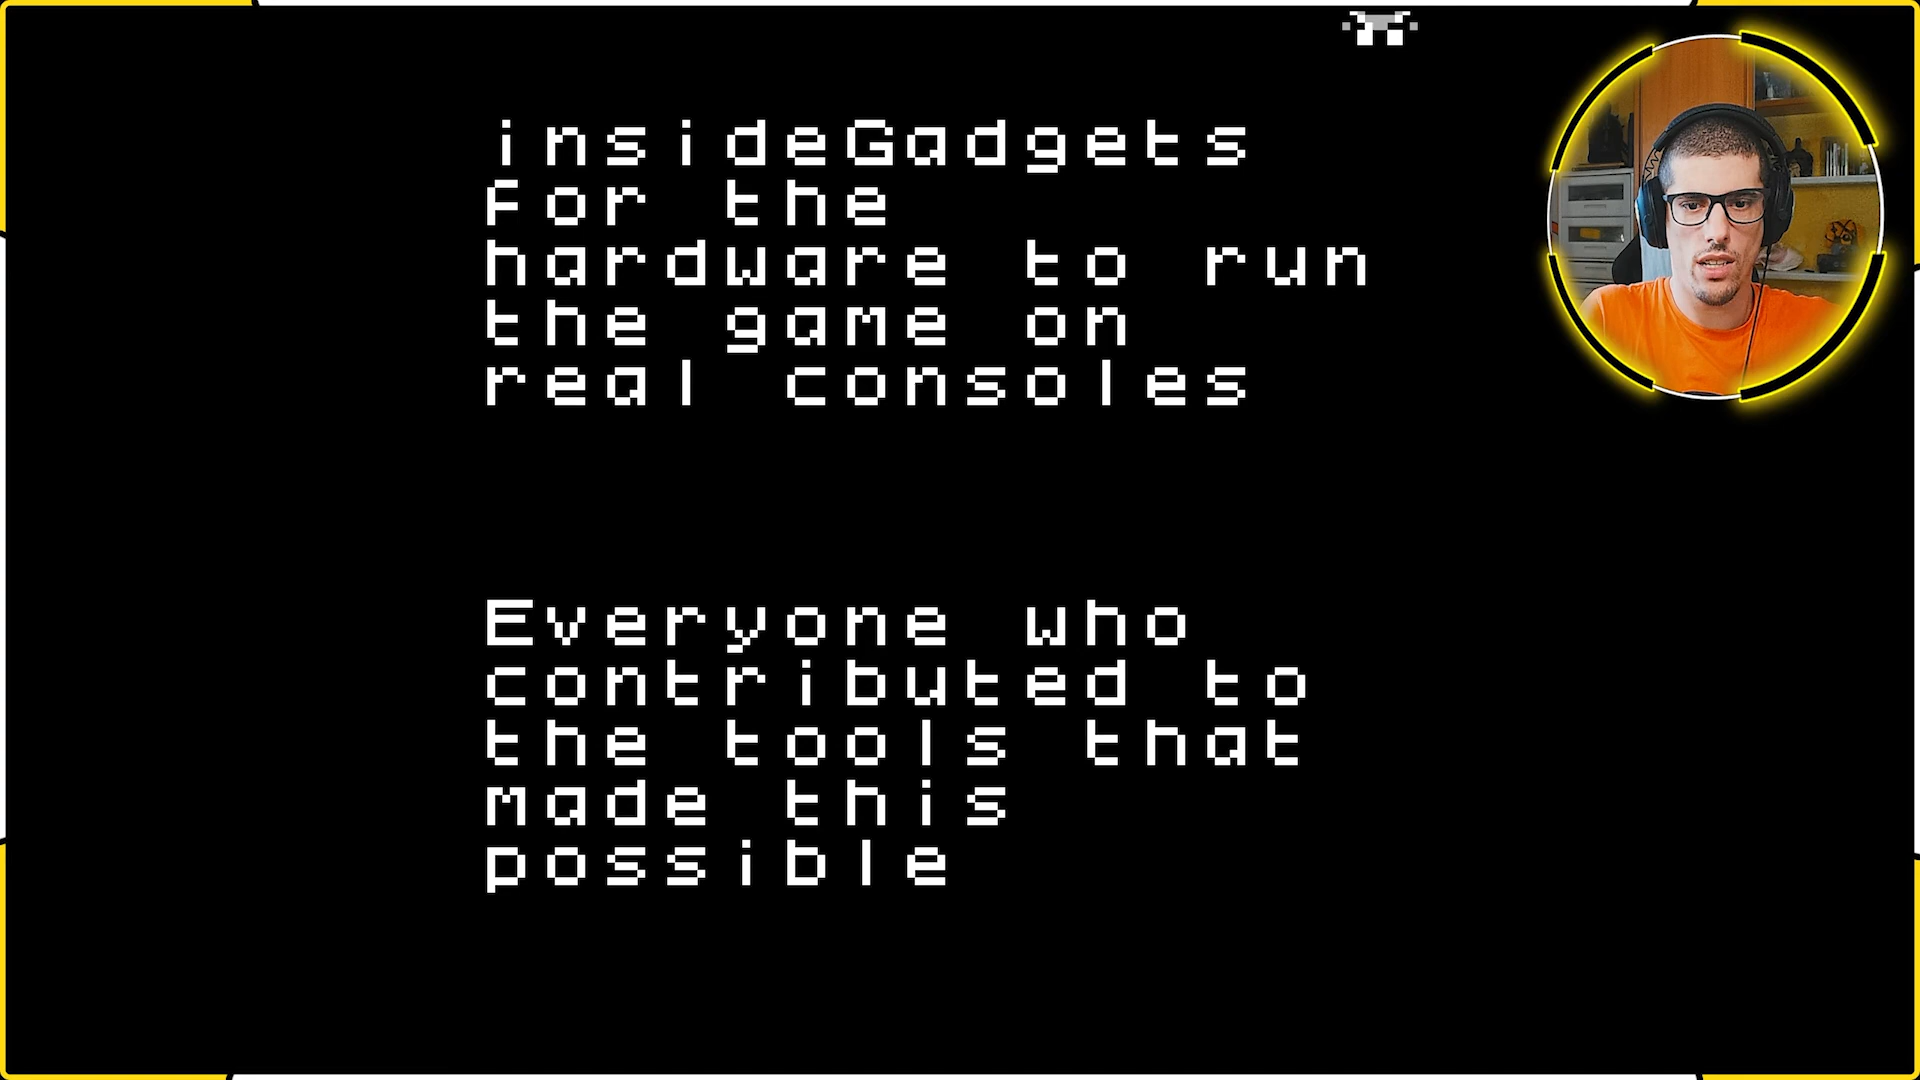 insideGadgets
For the
hardware to run
the game on
real consoles
Everyone who
contributed to
the tools that
made this
possible